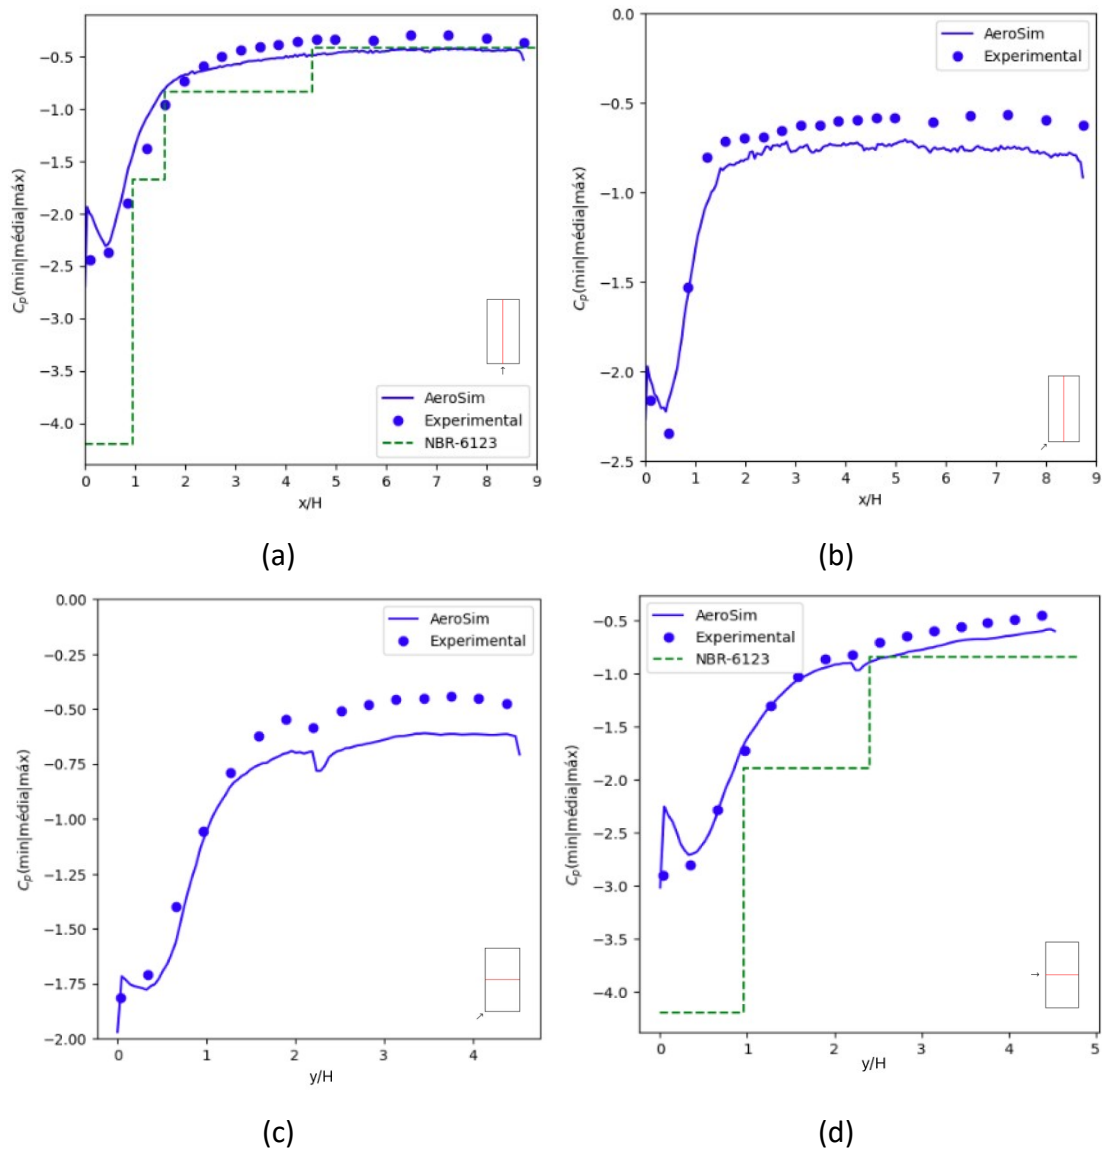 −0.5
−1.0
−1.5
−2.0
−2.5
−3.0
−3.5
−4.0
C_p(min|média|máx)
AeroSim
Experimental
NBR-6123
0 1 2 3 4 5 6 7 8 9
x/H
(a)
0.0
−0.5
−1.0
−1.5
−2.0
−2.5
C_p(min|média|máx)
AeroSim
Experimental
0 1 2 3 4 5 6 7 8 9
x/H
(b)
0.00
−0.25
−0.50
−0.75
−1.00
−1.25
−1.50
−1.75
−2.00
C_p(min|média|máx)
AeroSim
Experimental
0 1 2 3 4
y/H
(c)
−0.5
−1.0
−1.5
−2.0
−2.5
−3.0
−3.5
−4.0
C_p(min|média|máx)
AeroSim
Experimental
NBR-6123
0 1 2 3 4 5
y/H
(d)